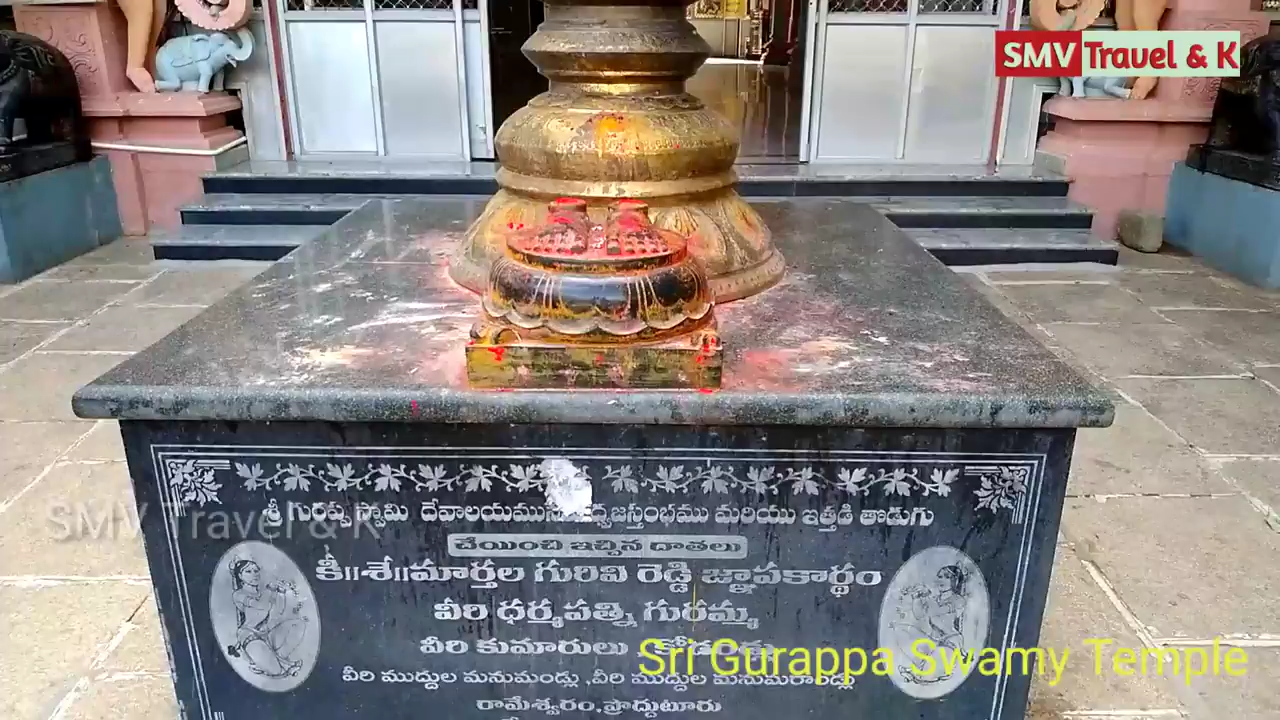 SMV Travel & K
శ్రీ గురప్ప స్వామి దేవాలయమునకు ధ్వజస్తంభము మరియు ఇత్తడి తొడుగు
SMV Travel & K
చేయించి ఇచ్చిన దాతలు
కీ॥శే॥మార్తల గురివి రెడ్డి జ్ఞాపకార్థం
వీరి ధర్మపత్ని గురమ్మ
వీరి కుమారులు
Sri Gurappa Swamy Temple
వీరి ముద్దుల మనుమండ్లు ,వీరి ముద్దుల మనుమరాండ్లు
రామేశ్వరం,ప్రొద్దుటూరు